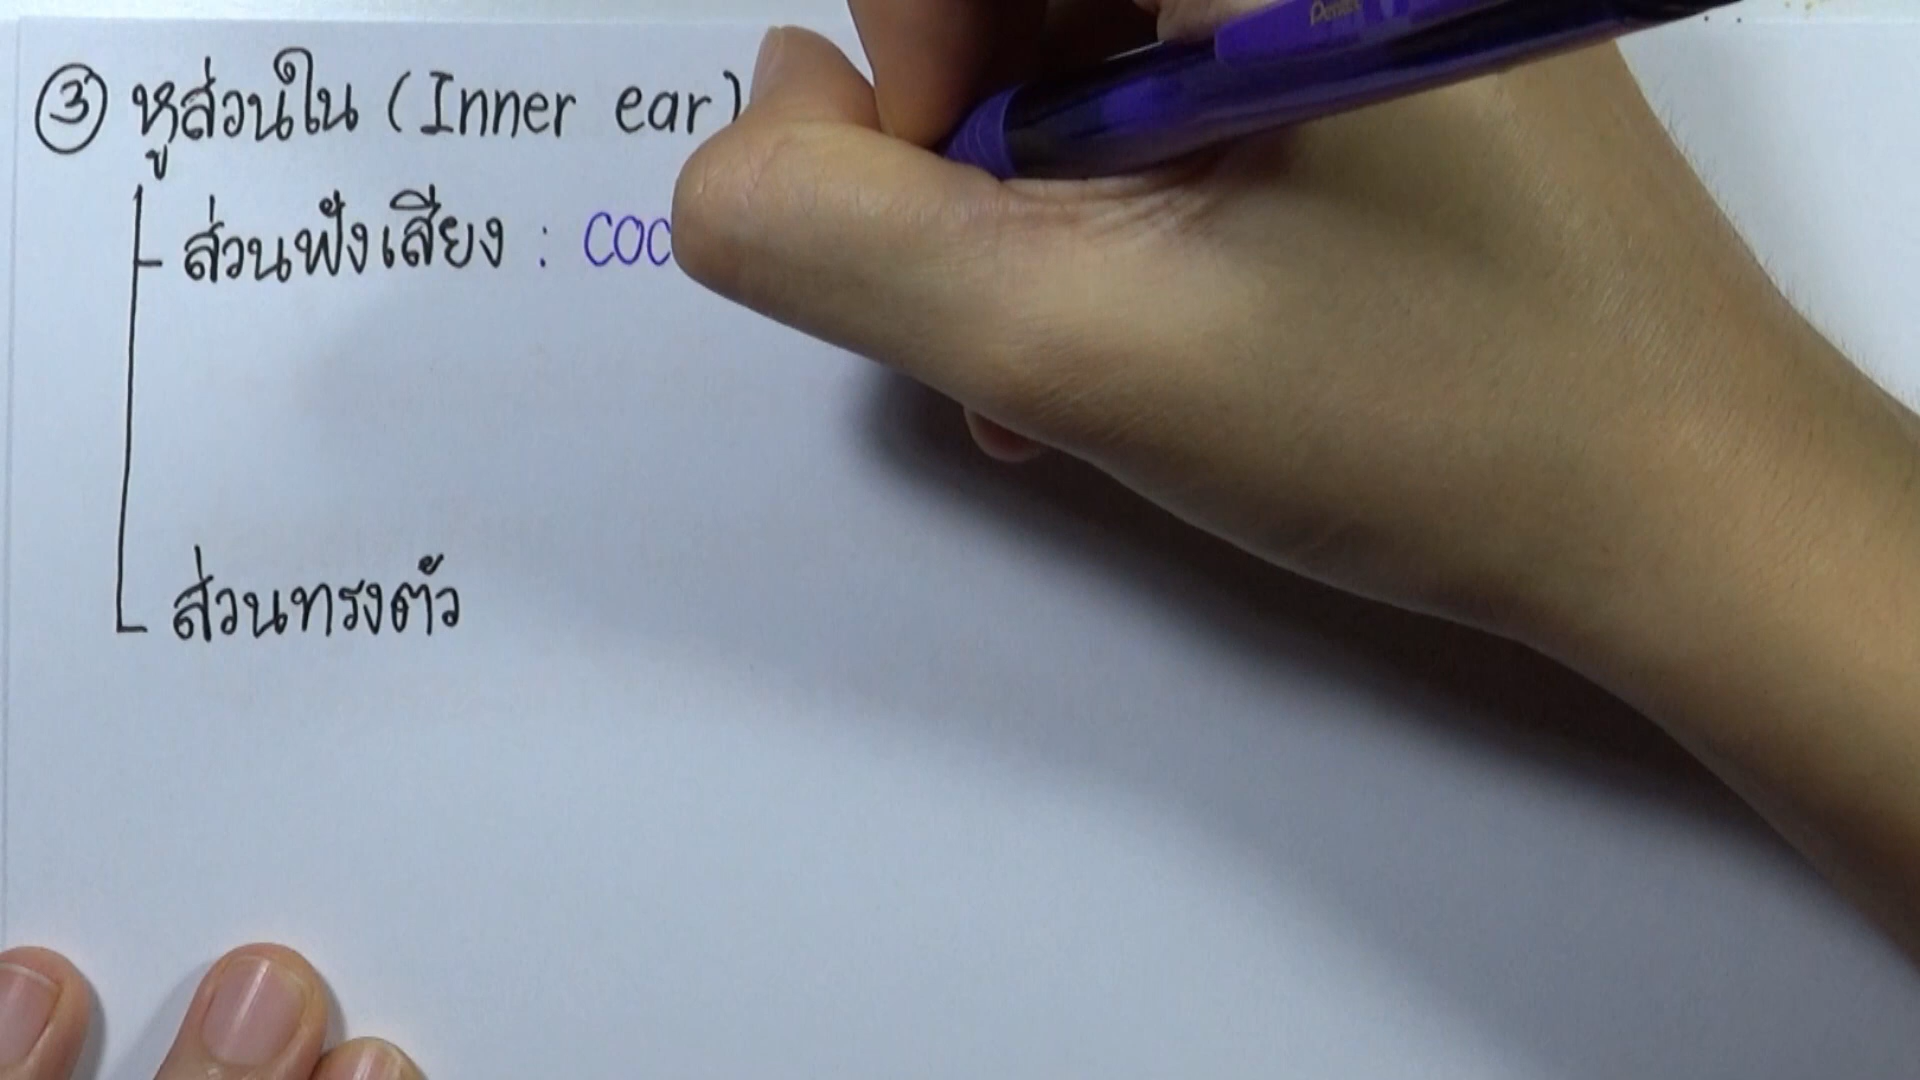 ③ หูส่วนใน (Inner ear)
ส่วนฟังเสียง : coc
ส่วนทรงตัว
Pentel